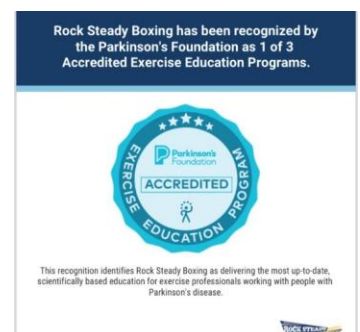 Rock Steady Boxing has been recognized by
the Parkinson's Foundation as 1 of 3
Accredited Exercise Education Programs.
Parkinson's
Foundation
ACCREDITED
EXERCISE EDUCATION PROGRAM
This recognition identifies Rock Steady Boxing as delivering the most up-to-date,
scientifically based education for exercise professionals working with people with
Parkinson's disease.
ROCK STEADY